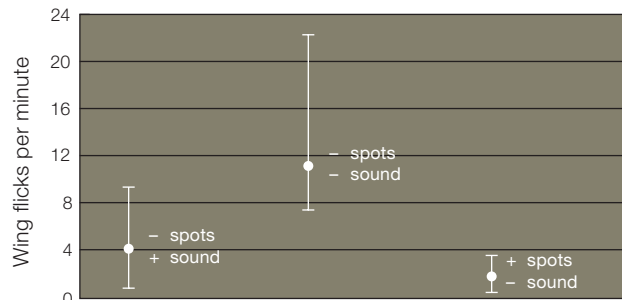 Wing flicks per minute
24
20
16
12
8
4
0
– spots
+ sound
– spots
– sound
+ spots
– sound